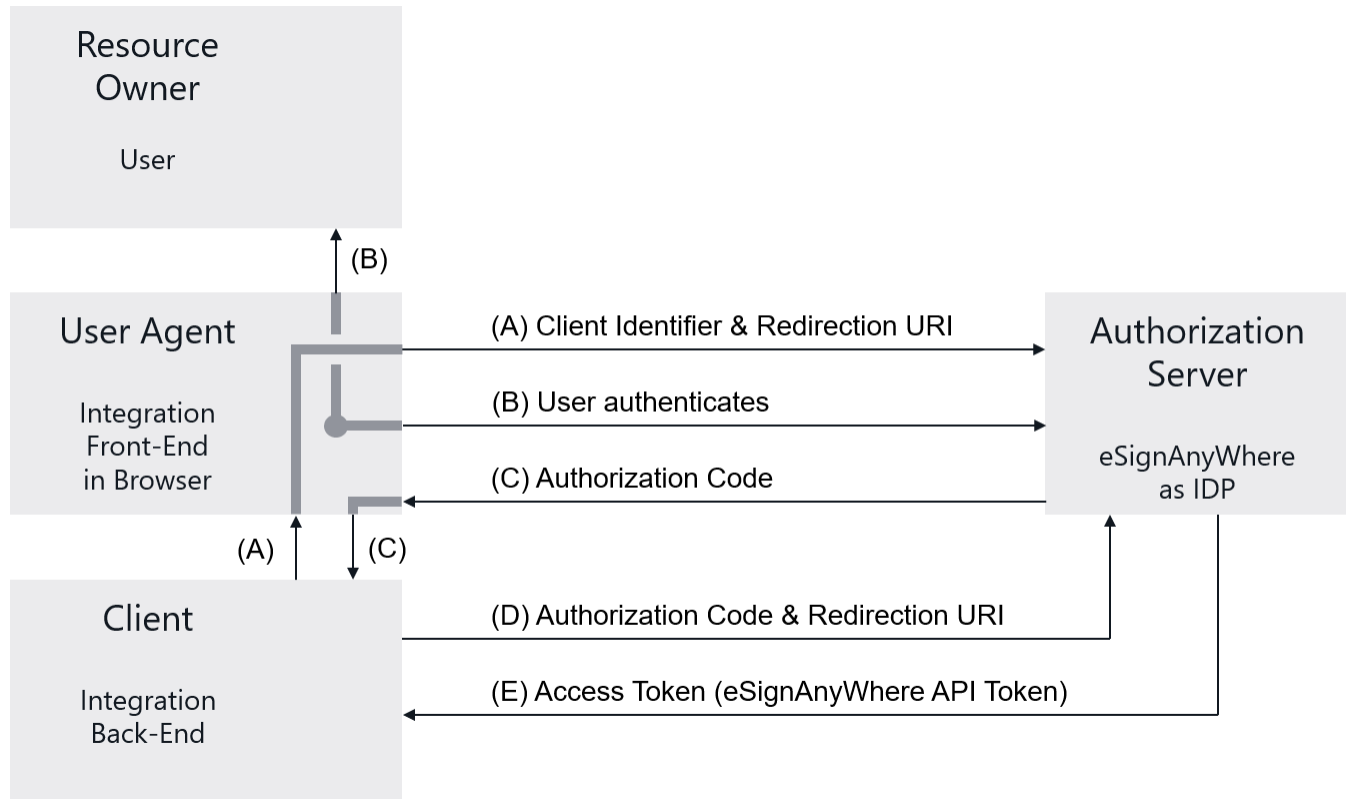 Resource
Owner
User
(B)
User Agent
Integration
Front-End
in Browser
(A) Client Identifier & Redirection URI
(B) User authenticates
(C) Authorization Code
Authorization
Server
eSignAnyWhere
as IDP
(A)
(C)
Client
Integration
Back-End
(D) Authorization Code & Redirection URI
(E) Access Token (eSignAnyWhere API Token)